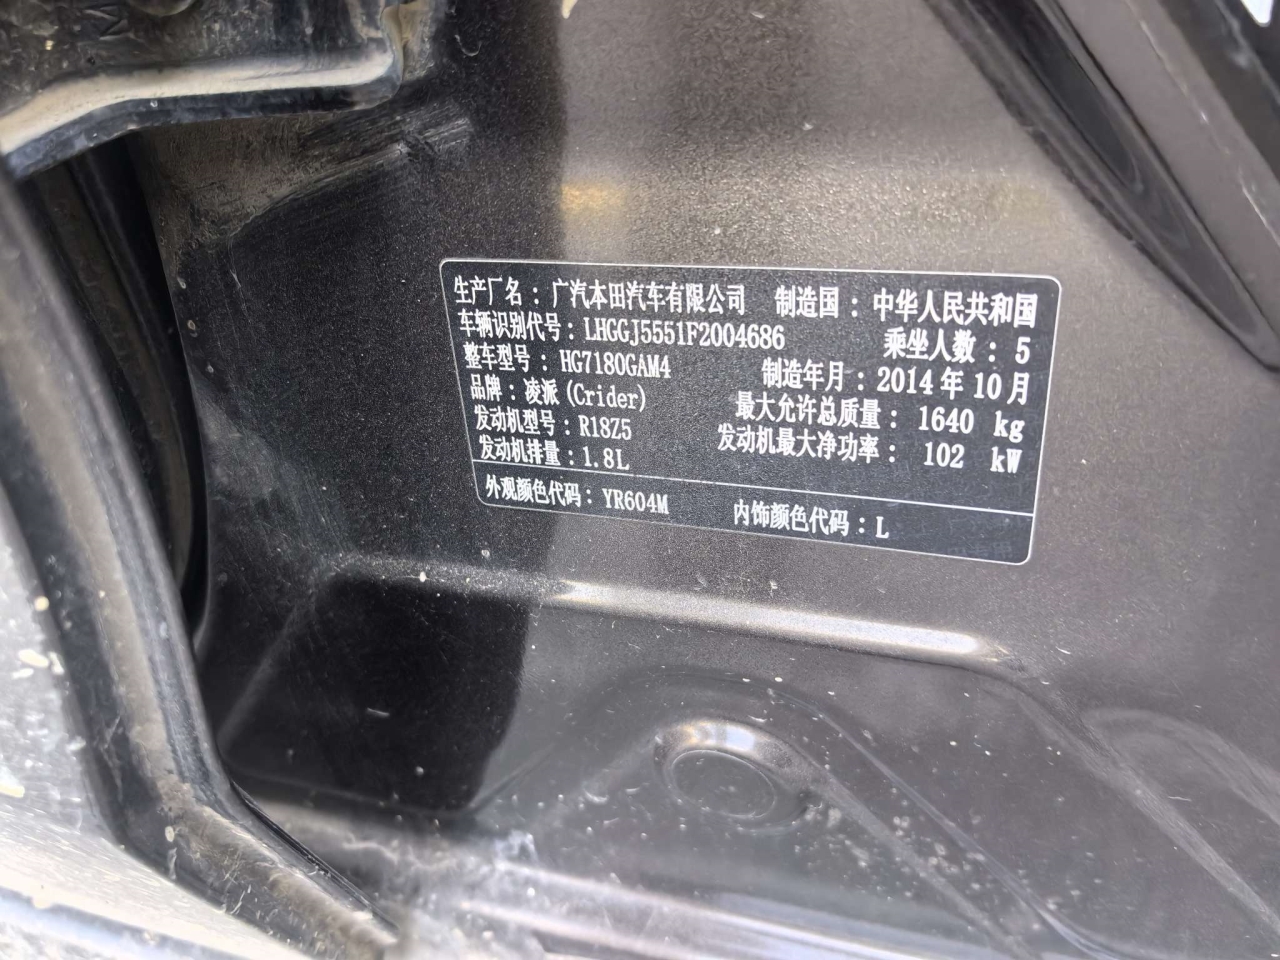 生产厂名：广汽本田汽车有限公司 制造国：中华人民共和国
车辆识别代号：LHGGJ5551F2004686 乘坐人数：5
整车型号：HG7180GAM4 制造年月：2014年10月
品牌：凌派(Crider) 最大允许总质量：1640 kg
发动机型号：R18Z5 发动机最大净功率：102 kW
发动机排量：1.8L
外观颜色代码：YR604M 内饰颜色代码：L